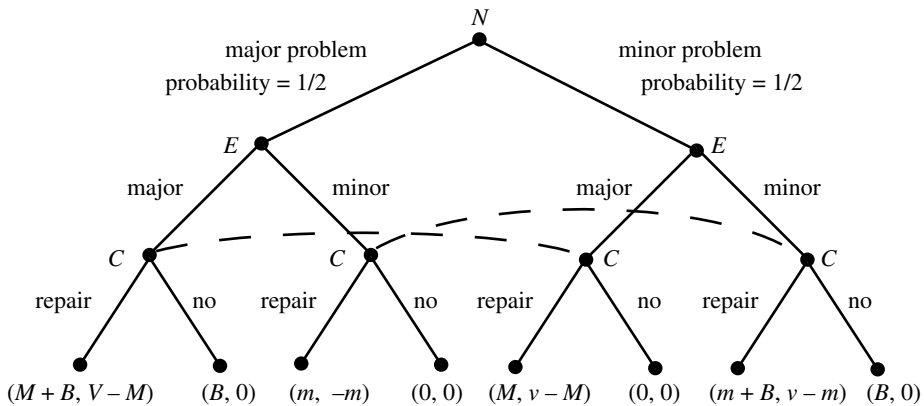 N
major problem
minor problem
probability = 1/2
probability = 1/2
E
E
major
minor
major
minor
C
C
C
C
repair
no
repair
no
repair
no
repair
no
(M + B, V – M)
(B, 0)
(m, –m)
(0, 0)
(M, v – M)
(0, 0)
(m + B, v – m)
(B, 0)